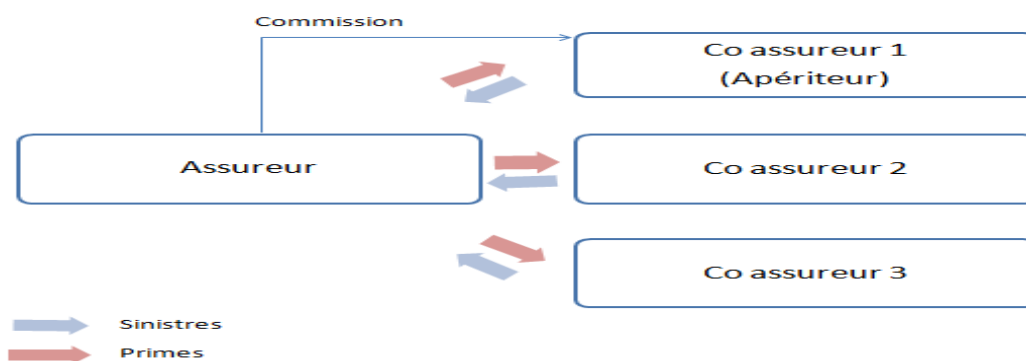 Commission
Co assureur 1
(Apériteur)
Assureur
Co assureur 2
Co assureur 3
Sinistres
Primes